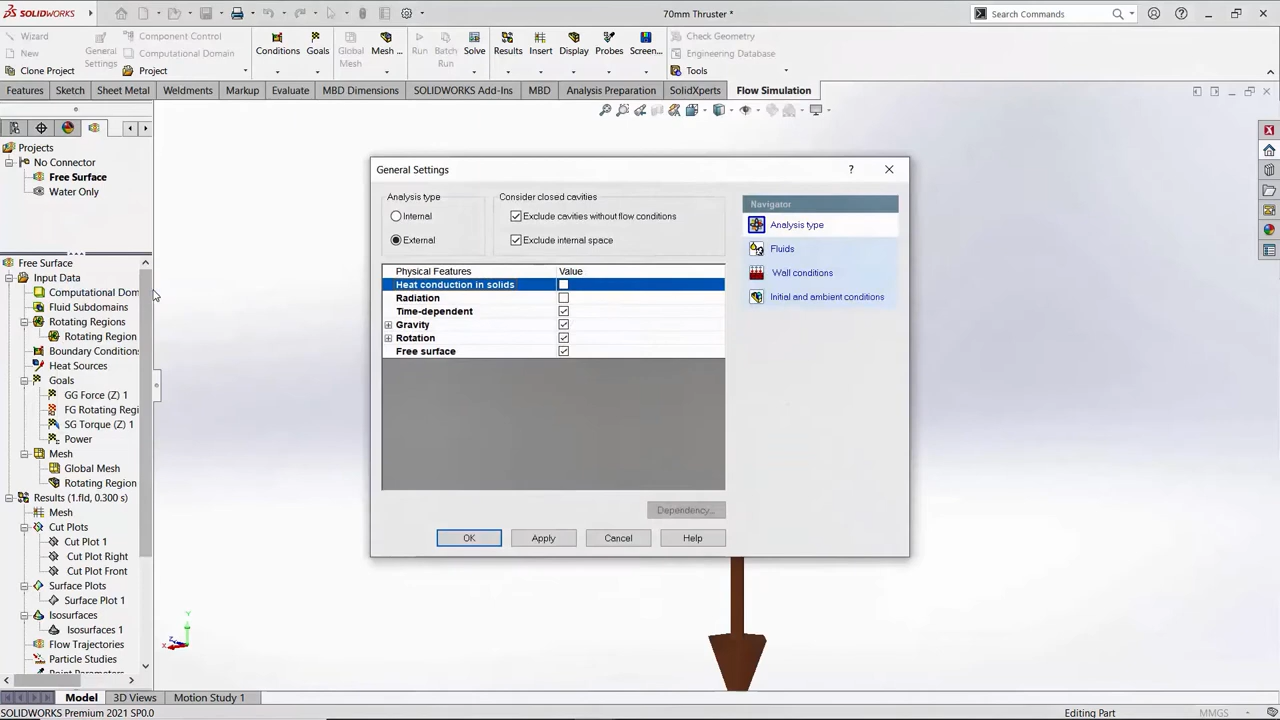 SOLIDWORKS
70mm Thruster *
Search Commands
Wizard
New
Clone Project
General Settings
Component Control
Computational Domain
Project
Conditions
Goals
Global Mesh
Mesh ...
Run
Batch Run
Solve
Results
Insert
Display
Probes
Screen...
Check Geometry
Engineering Database
Tools
Features
Sketch
Sheet Metal
Weldments
Markup
Evaluate
MBD Dimensions
SOLIDWORKS Add-Ins
MBD
Analysis Preparation
SolidXperts
Flow Simulation
Projects
No Connector
Free Surface
Water Only
Free Surface
Input Data
Computational Dom
Fluid Subdomains
Rotating Regions
Rotating Region
Boundary Conditions
Heat Sources
Goals
GG Force (Z) 1
FG Rotating Regi
SG Torque (Z) 1
Power
Mesh
Global Mesh
Rotating Region
Results (1.fld, 0.300 s)
Mesh
Cut Plots
Cut Plot 1
Cut Plot Right
Cut Plot Front
Surface Plots
Surface Plot 1
Isosurfaces
Isosurfaces 1
Flow Trajectories
Particle Studies
Point Parameters
General Settings
?
Analysis type
Internal
External
Consider closed cavities
Exclude cavities without flow conditions
Exclude internal space
Physical Features
Value
Heat conduction in solids
Radiation
Time-dependent
Gravity
Rotation
Free surface
Dependency...
OK
Apply
Cancel
Help
Navigator
Analysis type
Fluids
Wall conditions
Initial and ambient conditions
Y
Z
X
Model
3D Views
Motion Study 1
SOLIDWORKS Premium 2021 SP0.0
Editing Part
MMGS